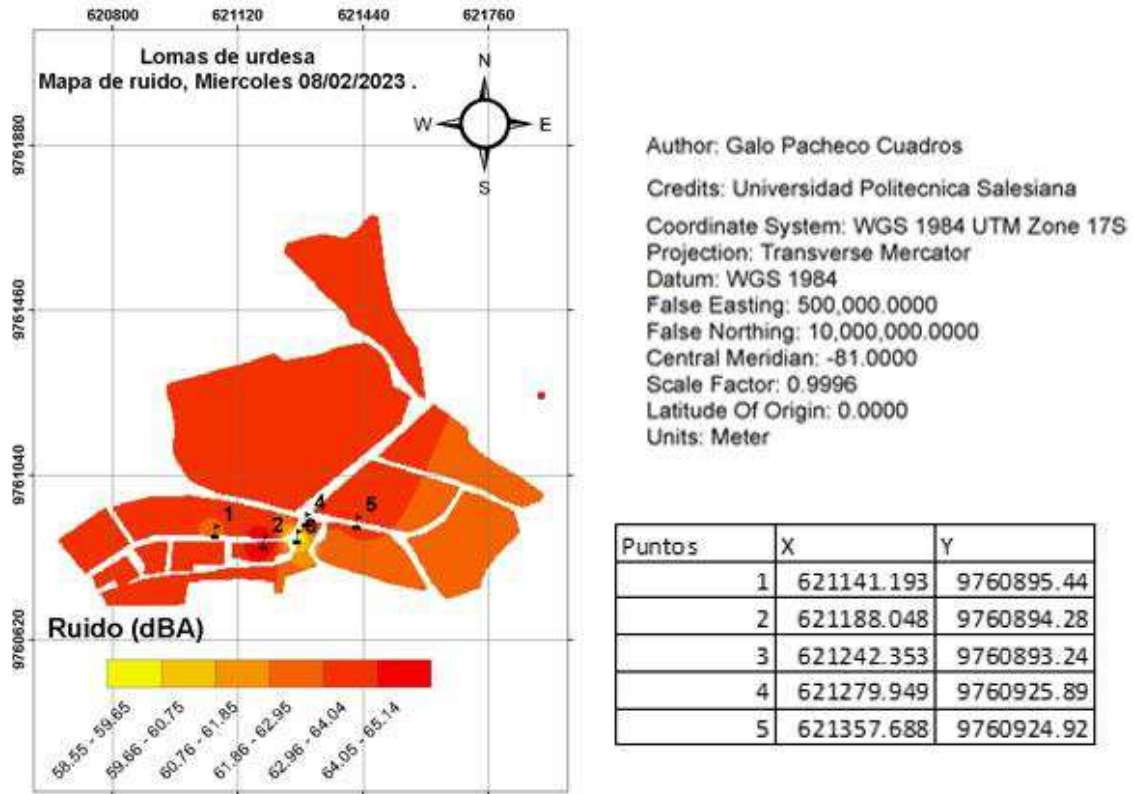 620800 621120 621440 621760
Lomas de urdesa
Mapa de ruido, Miercoles 08/02/2023 .
N
W E
S
9761880
9761460
9761040
9760620
1
2
3
4
5
Ruido (dBA)
58.55 - 59.65
59.66 - 60.75
60.76 - 61.85
61.86 - 62.95
62.96 - 64.04
64.05 - 65.14
Author: Galo Pacheco Cuadros
Credits: Universidad Politecnica Salesiana
Coordinate System: WGS 1984 UTM Zone 17S
Projection: Transverse Mercator
Datum: WGS 1984
False Easting: 500,000.0000
False Northing: 10,000,000.0000
Central Meridian: -81.0000
Scale Factor: 0.9996
Latitude Of Origin: 0.0000
Units: Meter
Puntos X Y
1 621141.193 9760895.44
2 621188.048 9760894.28
3 621242.353 9760893.24
4 621279.949 9760925.89
5 621357.688 9760924.92